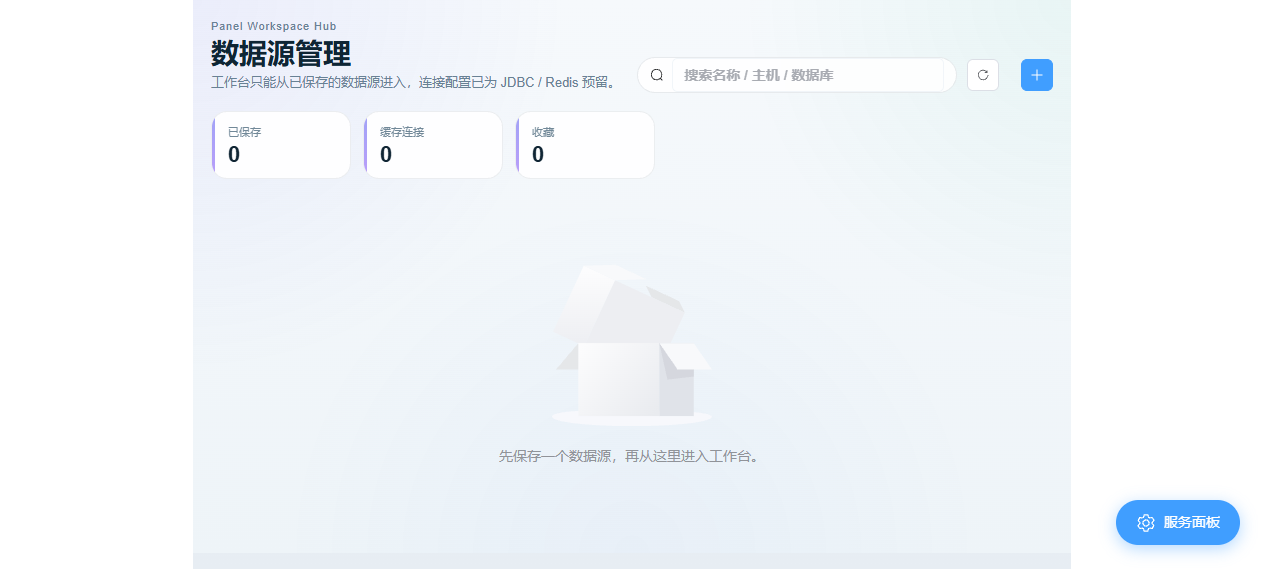 Panel Workspace Hub
数据源管理
工作台只能从已保存的数据源进入，连接配置已为 JDBC / Redis 预留。
搜索名称 / 主机 / 数据库
已保存
0
缓存连接
0
收藏
0
先保存一个数据源，再从这里进入工作台。
服务面板